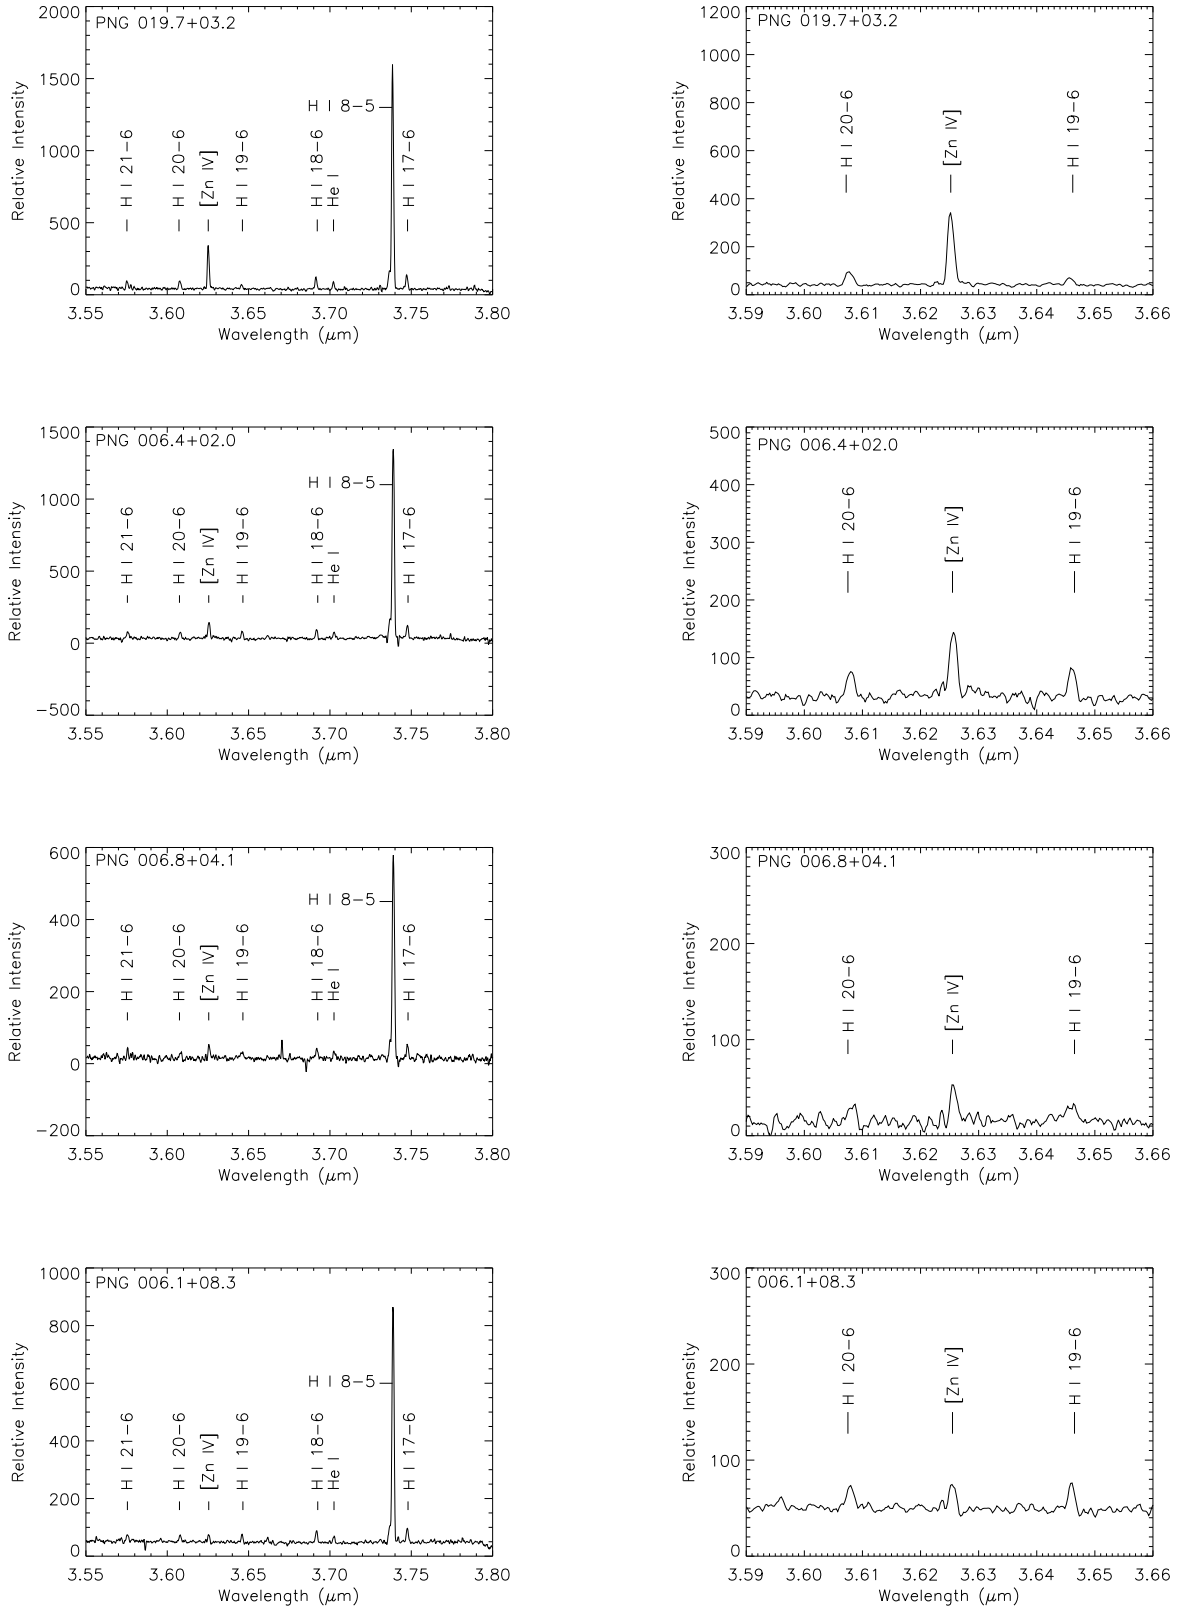 PNG 019.7+03.2
2000
1500
1000
500
0
Relative Intensity
H I 21-6
H I 20-6
[Zn IV]
H I 19-6
H I 18-6
He I
H I 8-5
H I 17-6
3.55 3.60 3.65 3.70 3.75 3.80
Wavelength (μm)
PNG 019.7+03.2
1200
1000
800
600
400
200
0
Relative Intensity
H I 20-6
[Zn IV]
H I 19-6
3.59 3.60 3.61 3.62 3.63 3.64 3.65 3.66
Wavelength (μm)
PNG 006.4+02.0
1500
1000
500
0
-500
Relative Intensity
H I 21-6
H I 20-6
[Zn IV]
H I 19-6
H I 18-6
He I
H I 8-5
H I 17-6
3.55 3.60 3.65 3.70 3.75 3.80
Wavelength (μm)
PNG 006.4+02.0
500
400
300
200
100
0
Relative Intensity
H I 20-6
[Zn IV]
H I 19-6
3.59 3.60 3.61 3.62 3.63 3.64 3.65 3.66
Wavelength (μm)
PNG 006.8+04.1
600
400
200
0
-200
Relative Intensity
H I 21-6
H I 20-6
[Zn IV]
H I 19-6
H I 18-6
He I
H I 8-5
H I 17-6
3.55 3.60 3.65 3.70 3.75 3.80
Wavelength (μm)
PNG 006.8+04.1
300
200
100
0
Relative Intensity
H I 20-6
[Zn IV]
H I 19-6
3.59 3.60 3.61 3.62 3.63 3.64 3.65 3.66
Wavelength (μm)
PNG 006.1+08.3
1000
800
600
400
200
0
Relative Intensity
H I 21-6
H I 20-6
[Zn IV]
H I 19-6
H I 18-6
He I
H I 8-5
H I 17-6
3.55 3.60 3.65 3.70 3.75 3.80
Wavelength (μm)
006.1+08.3
300
200
100
0
Relative Intensity
H I 20-6
[Zn IV]
H I 19-6
3.59 3.60 3.61 3.62 3.63 3.64 3.65 3.66
Wavelength (μm)